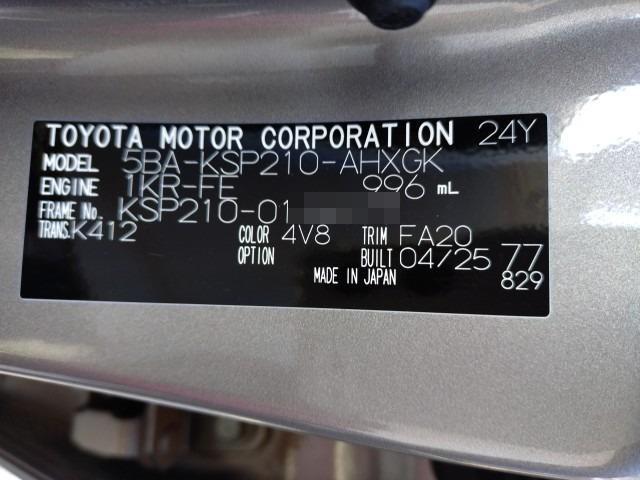 TOYOTA MOTOR CORPORATION 24Y
MODEL 5BA-KSP210-AHXGK
ENGINE 1KR-FE 996 mL
FRAME No. KSP210-01
TRANS. K412 COLOR 4V8 TRIM FA20
OPTION BUILT 04/25 77
MADE IN JAPAN 829